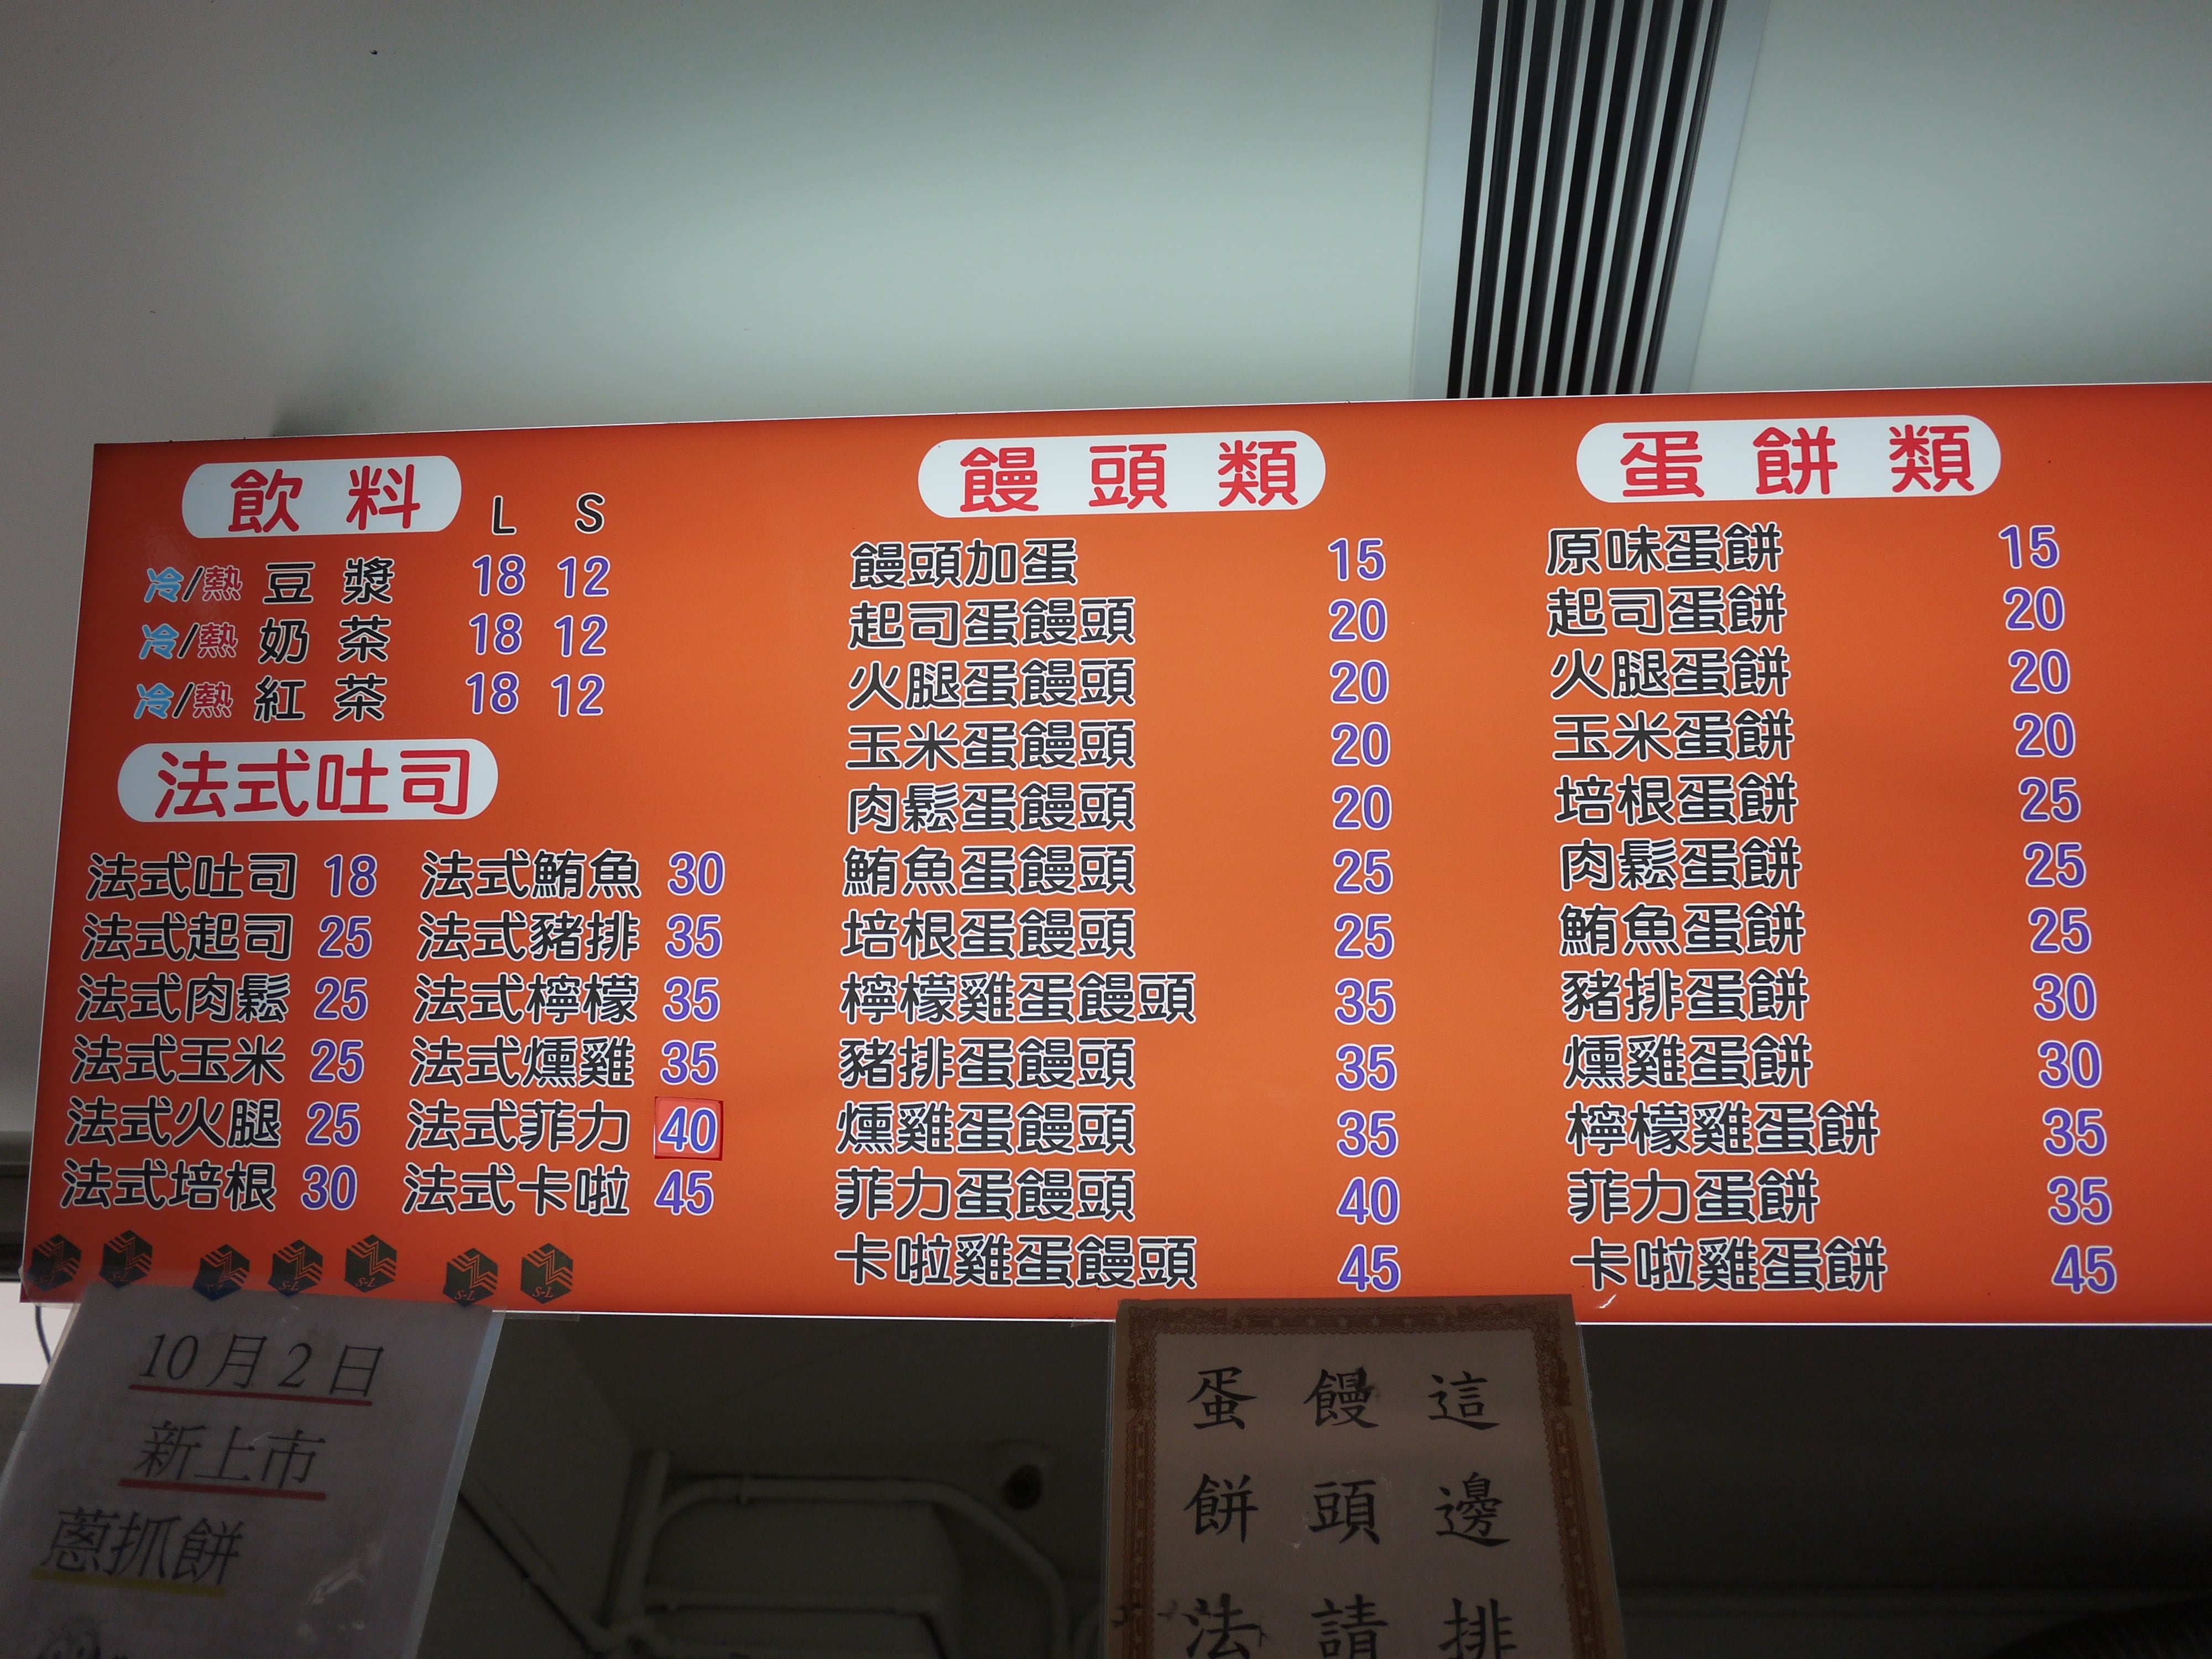 飲料 L S
冷/熱 豆漿 18 12
冷/熱 奶茶 18 12
冷/熱 紅茶 18 12
法式吐司
法式吐司 18 法式鮪魚 30
法式起司 25 法式豬排 35
法式肉鬆 25 法式檸檬 35
法式玉米 25 法式燻雞 35
法式火腿 25 法式菲力 40
法式培根 30 法式卡啦 45
饅頭類
饅頭加蛋 15
起司蛋饅頭 20
火腿蛋饅頭 20
玉米蛋饅頭 20
肉鬆蛋饅頭 20
鮪魚蛋饅頭 25
培根蛋饅頭 25
檸檬雞蛋饅頭 35
豬排蛋饅頭 35
燻雞蛋饅頭 35
菲力蛋饅頭 40
卡啦雞蛋饅頭 45
蛋餅類
原味蛋餅 15
起司蛋餅 20
火腿蛋餅 20
玉米蛋餅 20
培根蛋餅 25
肉鬆蛋餅 25
鮪魚蛋餅 25
豬排蛋餅 30
燻雞蛋餅 30
檸檬雞蛋餅 35
菲力蛋餅 35
卡啦雞蛋餅 45
S-L S-L S-L S-L S-L S-L S-L
10月2日
新上市
蔥抓餅
這邊排
饅頭請
蛋餅法